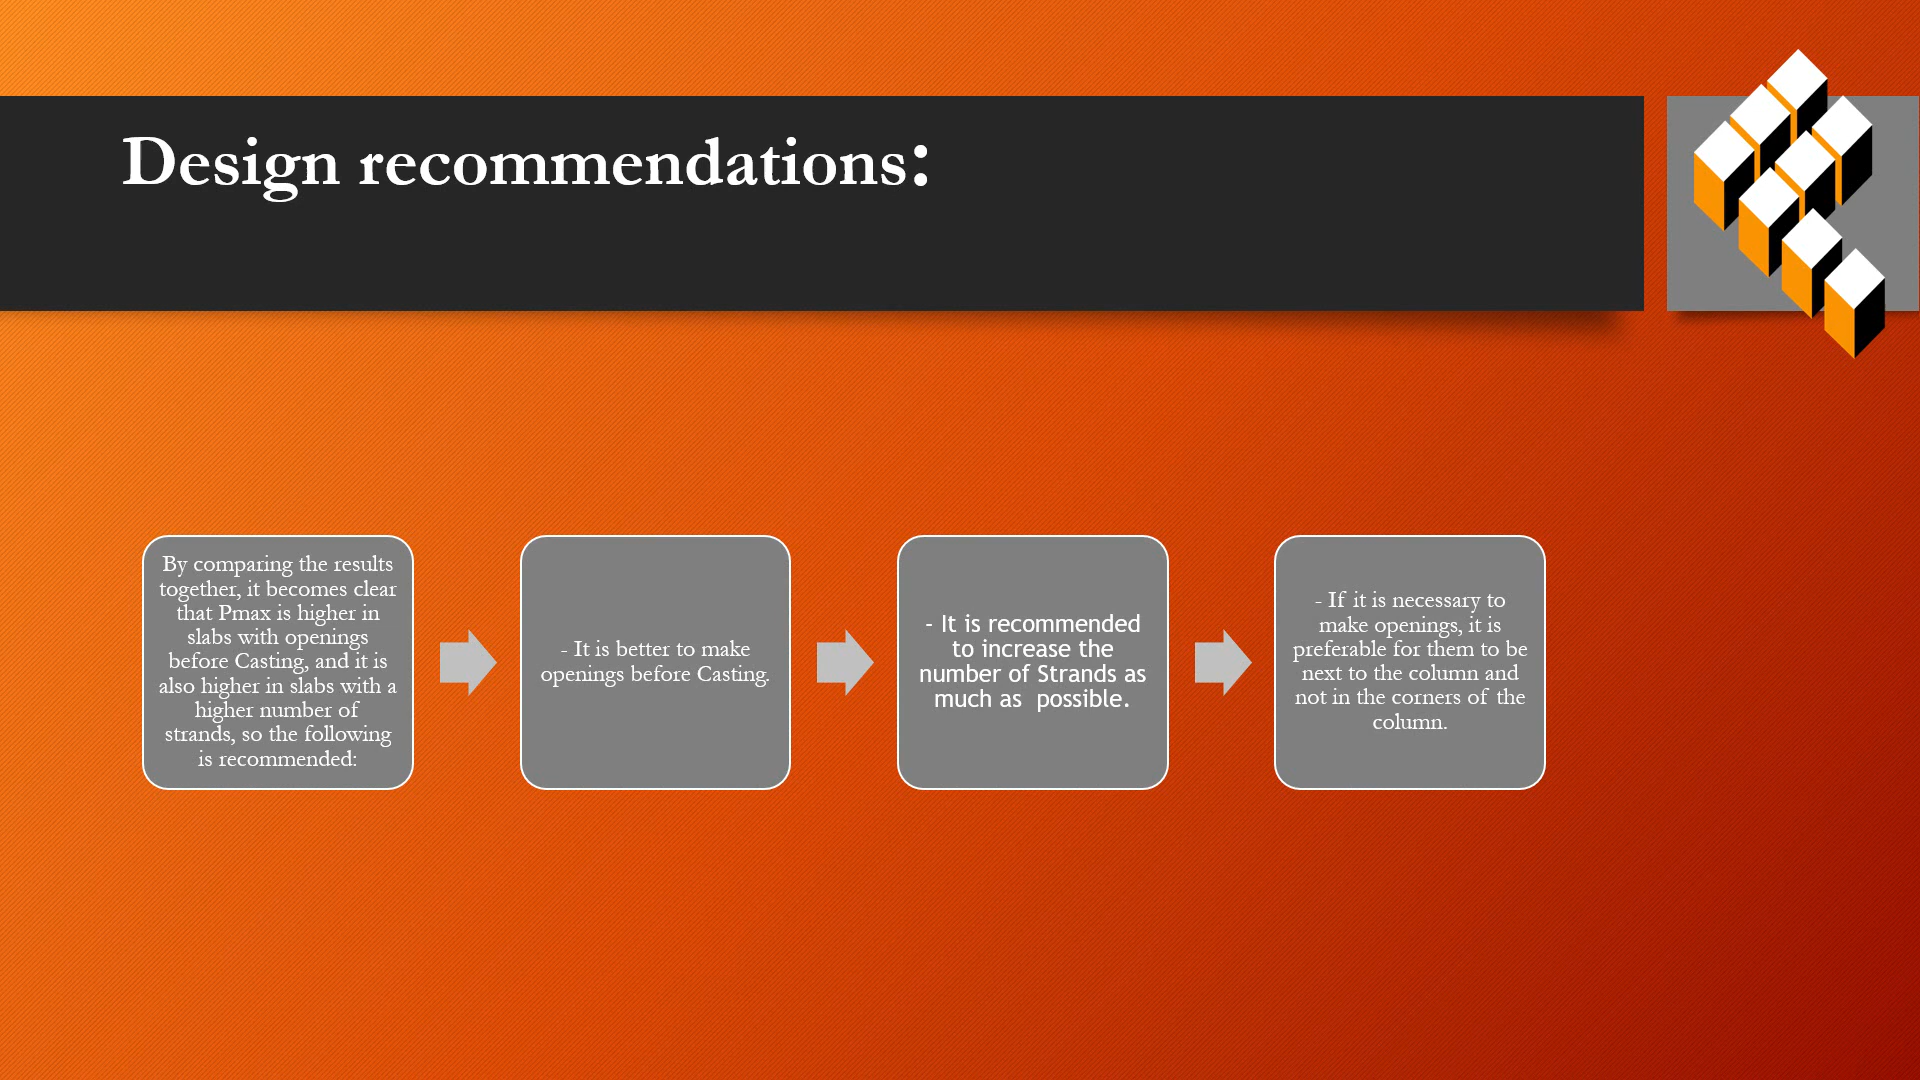 Design recommendations:
By comparing the results
together, it becomes clear
that Pmax is higher in
slabs with openings
before Casting, and it is
also higher in slabs with a
higher number of
strands, so the following
is recommended:
- It is better to make
openings before Casting.
- It is recommended
to increase the
number of Strands as
much as  possible.
- If it is necessary to
make openings, it is
preferable for them to be
next to the column and
not in the corners of the
column.